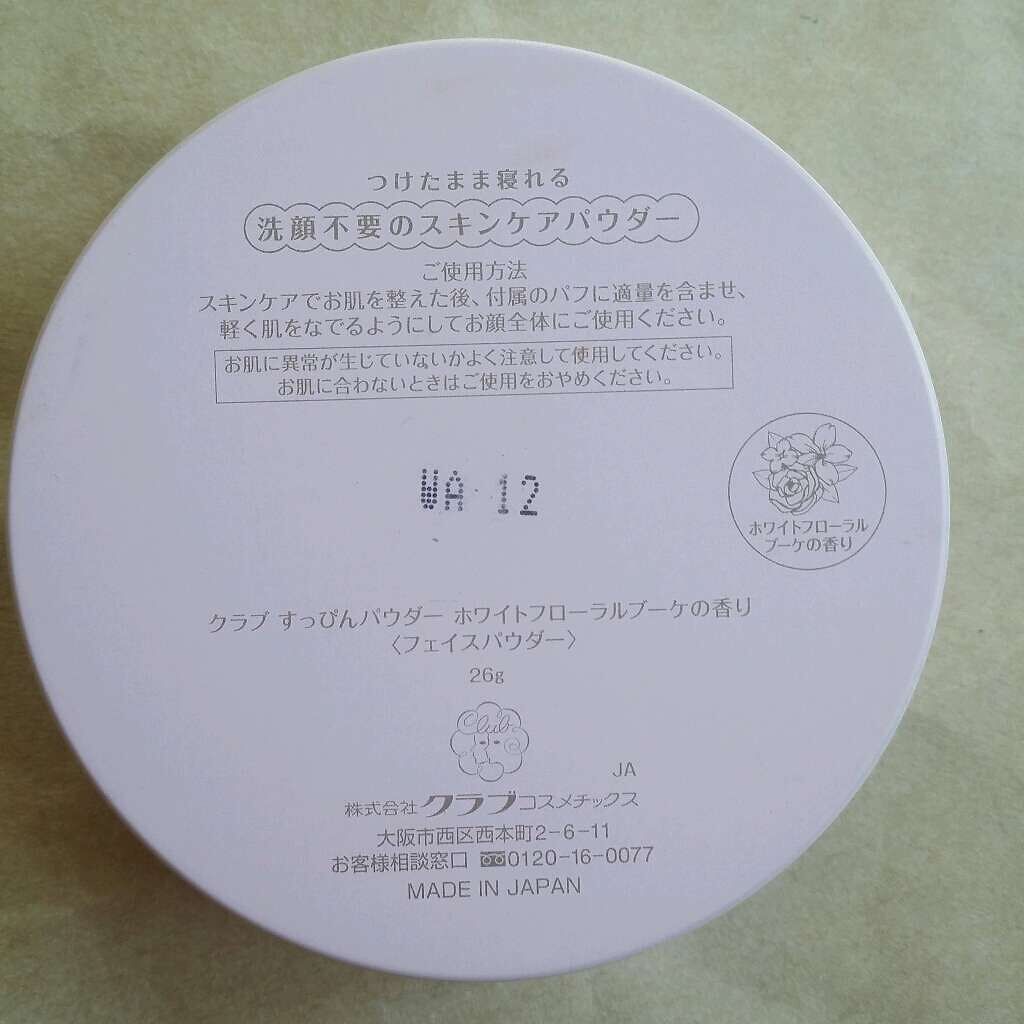 つけたまま寝れる
洗顔不要のスキンケアパウダー
ご使用方法
スキンケアでお肌を整えた後、付属のパフに適量を含ませ、
軽く肌をなでるようにしてお顔全体にご使用ください。
お肌に異常が生じていないかよく注意して使用してください。
お肌に合わないときはご使用をおやめください。
WA 12
ホワイトフローラル
ブーケの香り
クラブ すっぴんパウダー ホワイトフローラルブーケの香り
〈フェイスパウダー〉
26g
Club
JA
株式会社クラブコスメチックス
大阪市西区西本町2-6-11
お客様相談窓口 0120-16-0077
MADE IN JAPAN